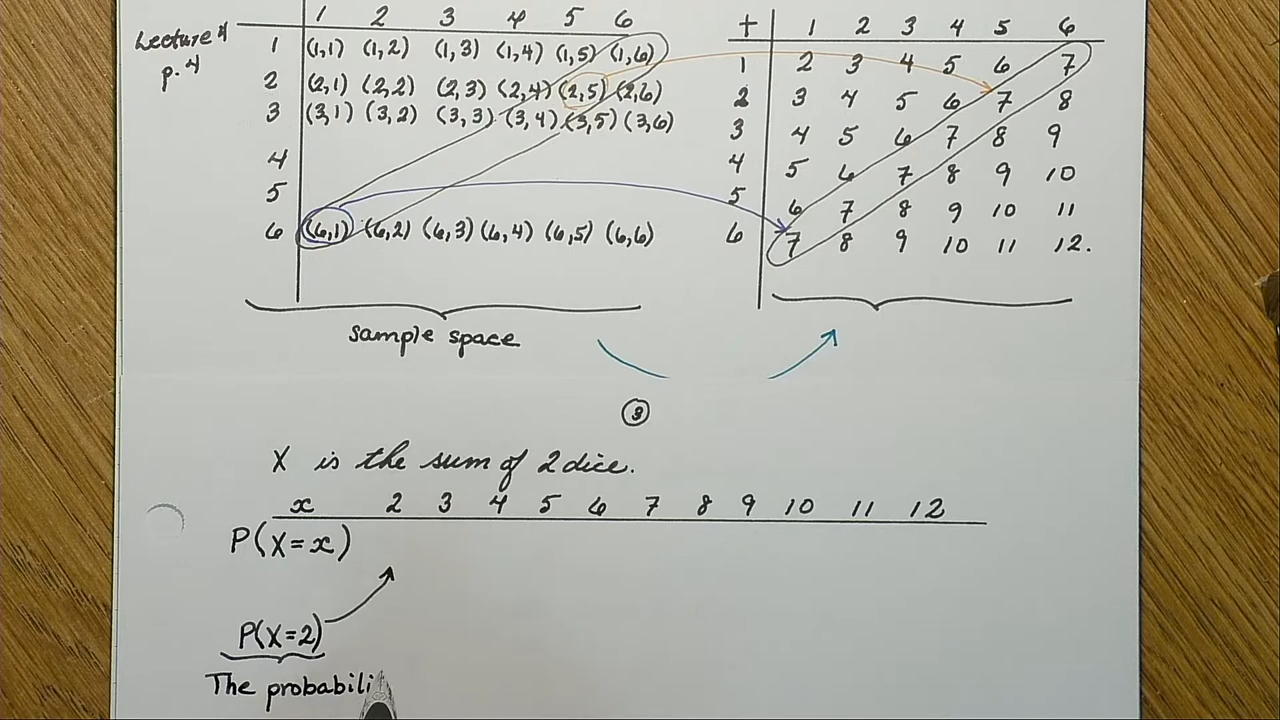 Lecture 4
p. 4
1 2 3 4 5 6
1 (1,1) (1,2) (1,3) (1,4) (1,5) (1,6)
2 (2,1) (2,2) (2,3) (2,4) (2,5) (2,6)
3 (3,1) (3,2) (3,3) (3,4) (3,5) (3,6)
4
5
6 (6,1) (6,2) (6,3) (6,4) (6,5) (6,6)
sample space
+ 1 2 3 4 5 6
1 2 3 4 5 6 7
2 3 4 5 6 7 8
3 4 5 6 7 8 9
4 5 6 7 8 9 10
5 6 7 8 9 10 11
6 7 8 9 10 11 12.
3
X is the sum of 2 dice.
x 2 3 4 5 6 7 8 9 10 11 12
P(X=x)
P(X=2)
The probabili